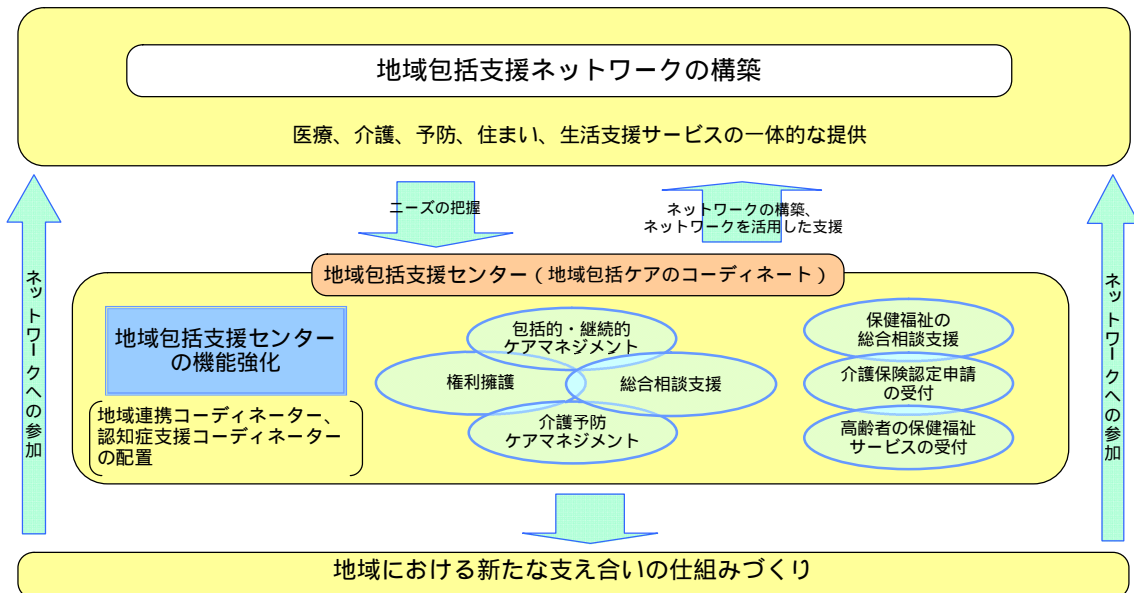 地域包括支援ネットワークの構築
医療、介護、予防、住まい、生活支援サービスの一体的な提供
ニーズの把握
ネットワークの構築、
ネットワークを活用した支援
ネットワークへの参加
地域包括支援センター（地域包括ケアのコーディネート）
地域包括支援センター
の機能強化
地域連携コーディネーター、
認知症支援コーディネーター
の配置
包括的・継続的
ケアマネジメント
権利擁護
総合相談支援
介護予防
ケアマネジメント
保健福祉の
総合相談支援
介護保険認定申請
の受付
高齢者の保健福祉
サービスの受付
ネットワークへの参加
地域における新たな支え合いの仕組みづくり